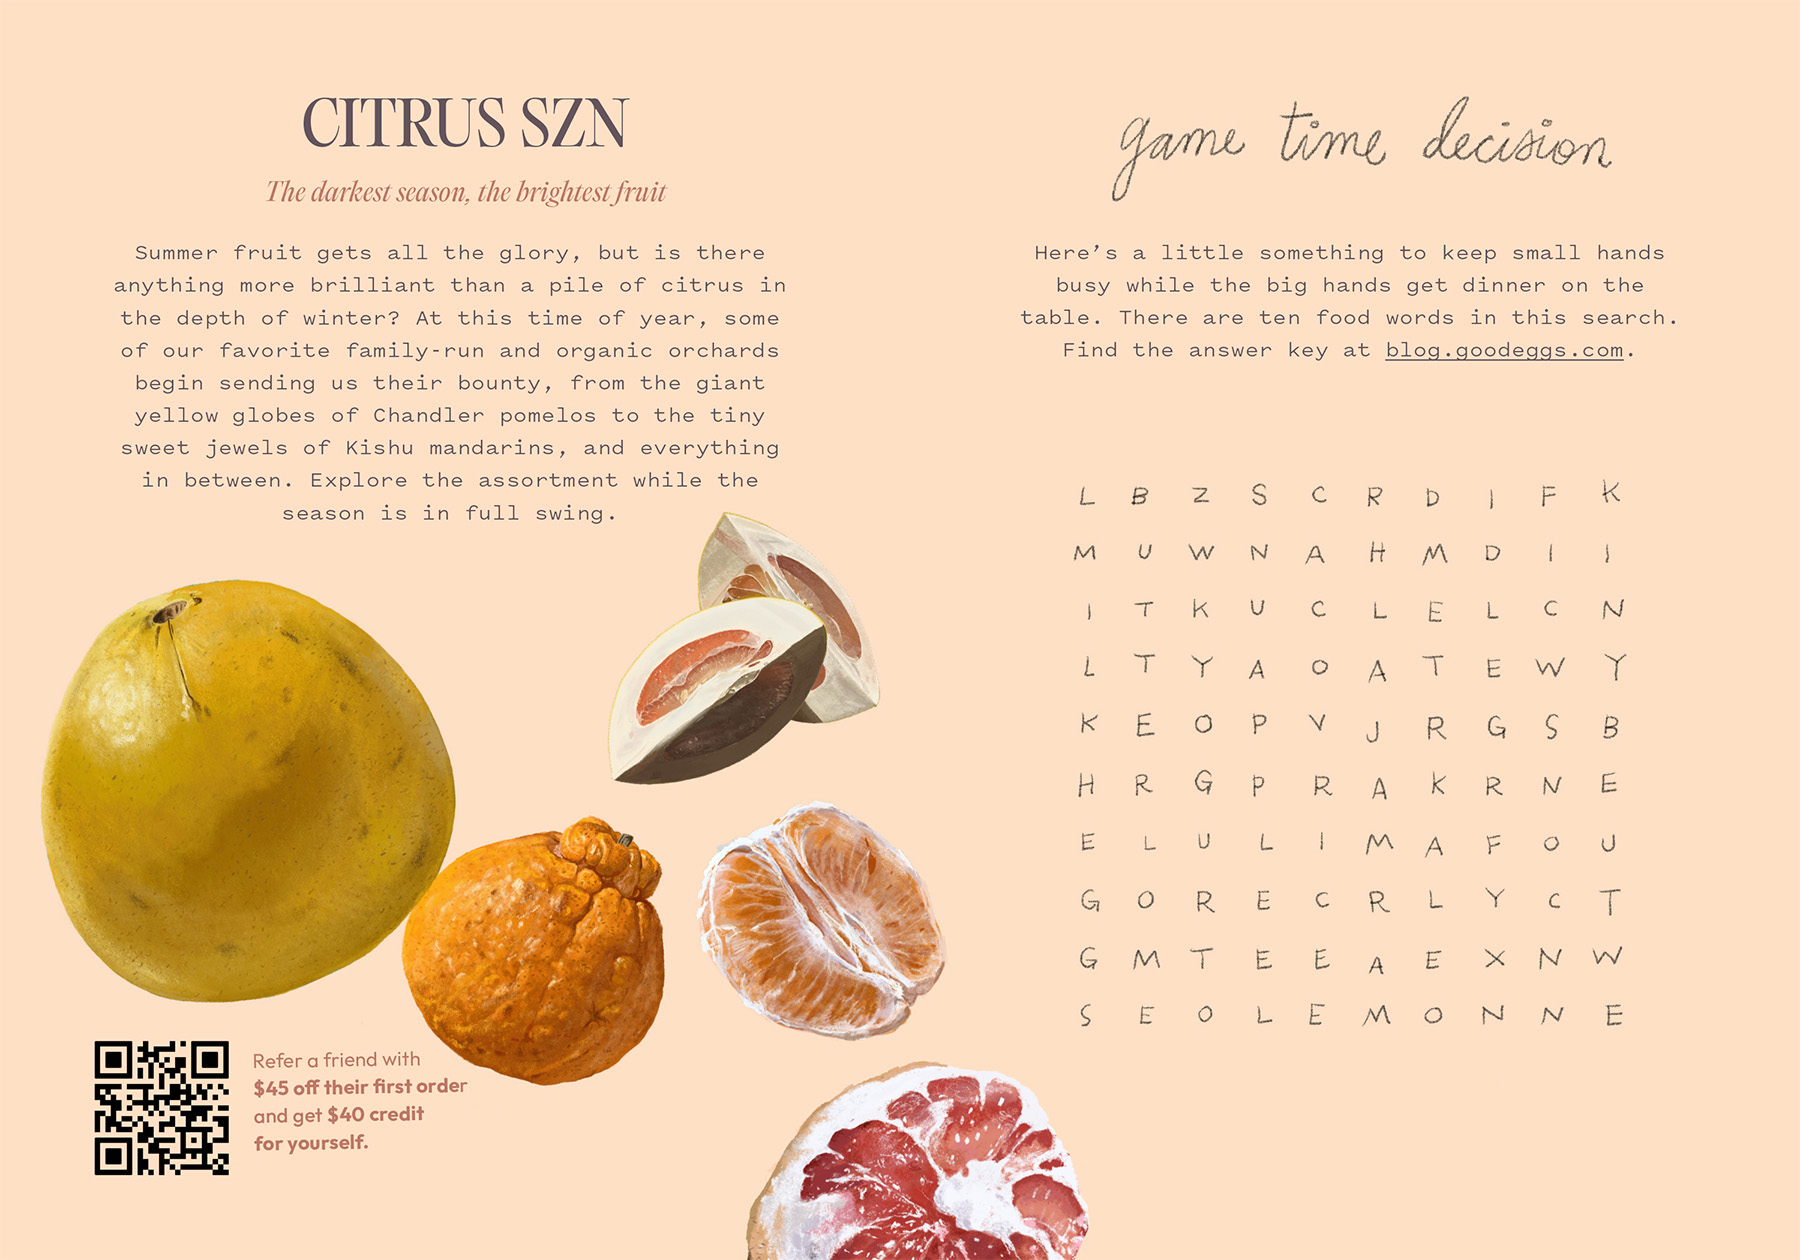 CITRUS SZN
The darkest season, the brightest fruit
Summer fruit gets all the glory, but is there
anything more brilliant than a pile of citrus in
the depth of winter? At this time of year, some
of our favorite family-run and organic orchards
begin sending us their bounty, from the giant
yellow globes of Chandler pomelos to the tiny
sweet jewels of Kishu mandarins, and everything
in between. Explore the assortment while the
season is in full swing.
Refer a friend with
$45 off their first order
and get $40 credit
for yourself.
game time decision
Here's a little something to keep small hands
busy while the big hands get dinner on the
table. There are ten food words in this search.
Find the answer key at blog.goodeggs.com.
L B Z S C R D I F K
M U W N A H M D I I
I T K U C L E L C N
L T Y A O A T E W Y
K E O P V J R G S B
H R G P R A K R N E
E L U L I M A F O U
G O R E C R L Y C T
G M T E E A E X N W
S E O L E M O N N E